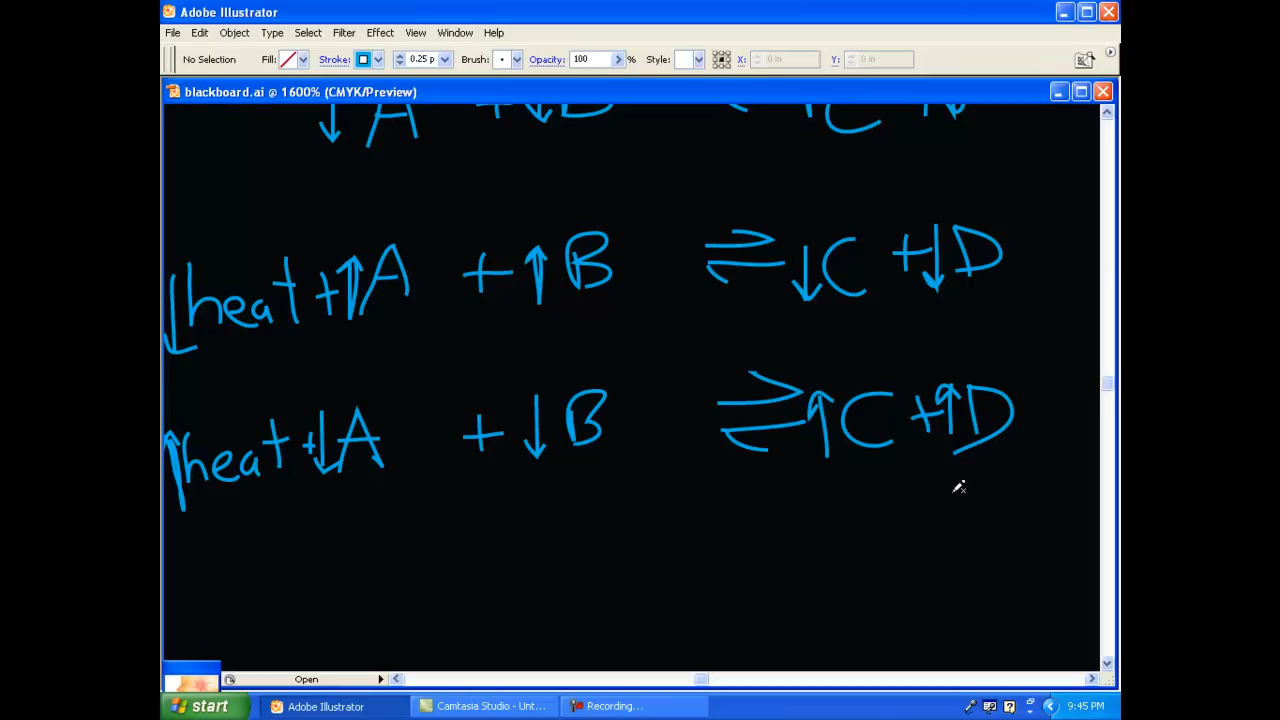 Adobe Illustrator
File Edit Object Type Select Filter Effect View Window Help
No Selection Fill: Stroke: 0.25 p Brush: Opacity: 100 % Style: X: 0 m Y: 0 m
blackboard.ai @ 1600% (CMYK/Preview)
↓A + ↓B ⇌ ↑C + ↓D
↓heat + ↑A + ↑B ⇌ ↓C + ↓D
↑heat + ↓A + ↓B ⇌ ↑C + ↑D
Open
start Adobe Illustrator Camtasia Studio - Unt... Recording... 9:45 PM